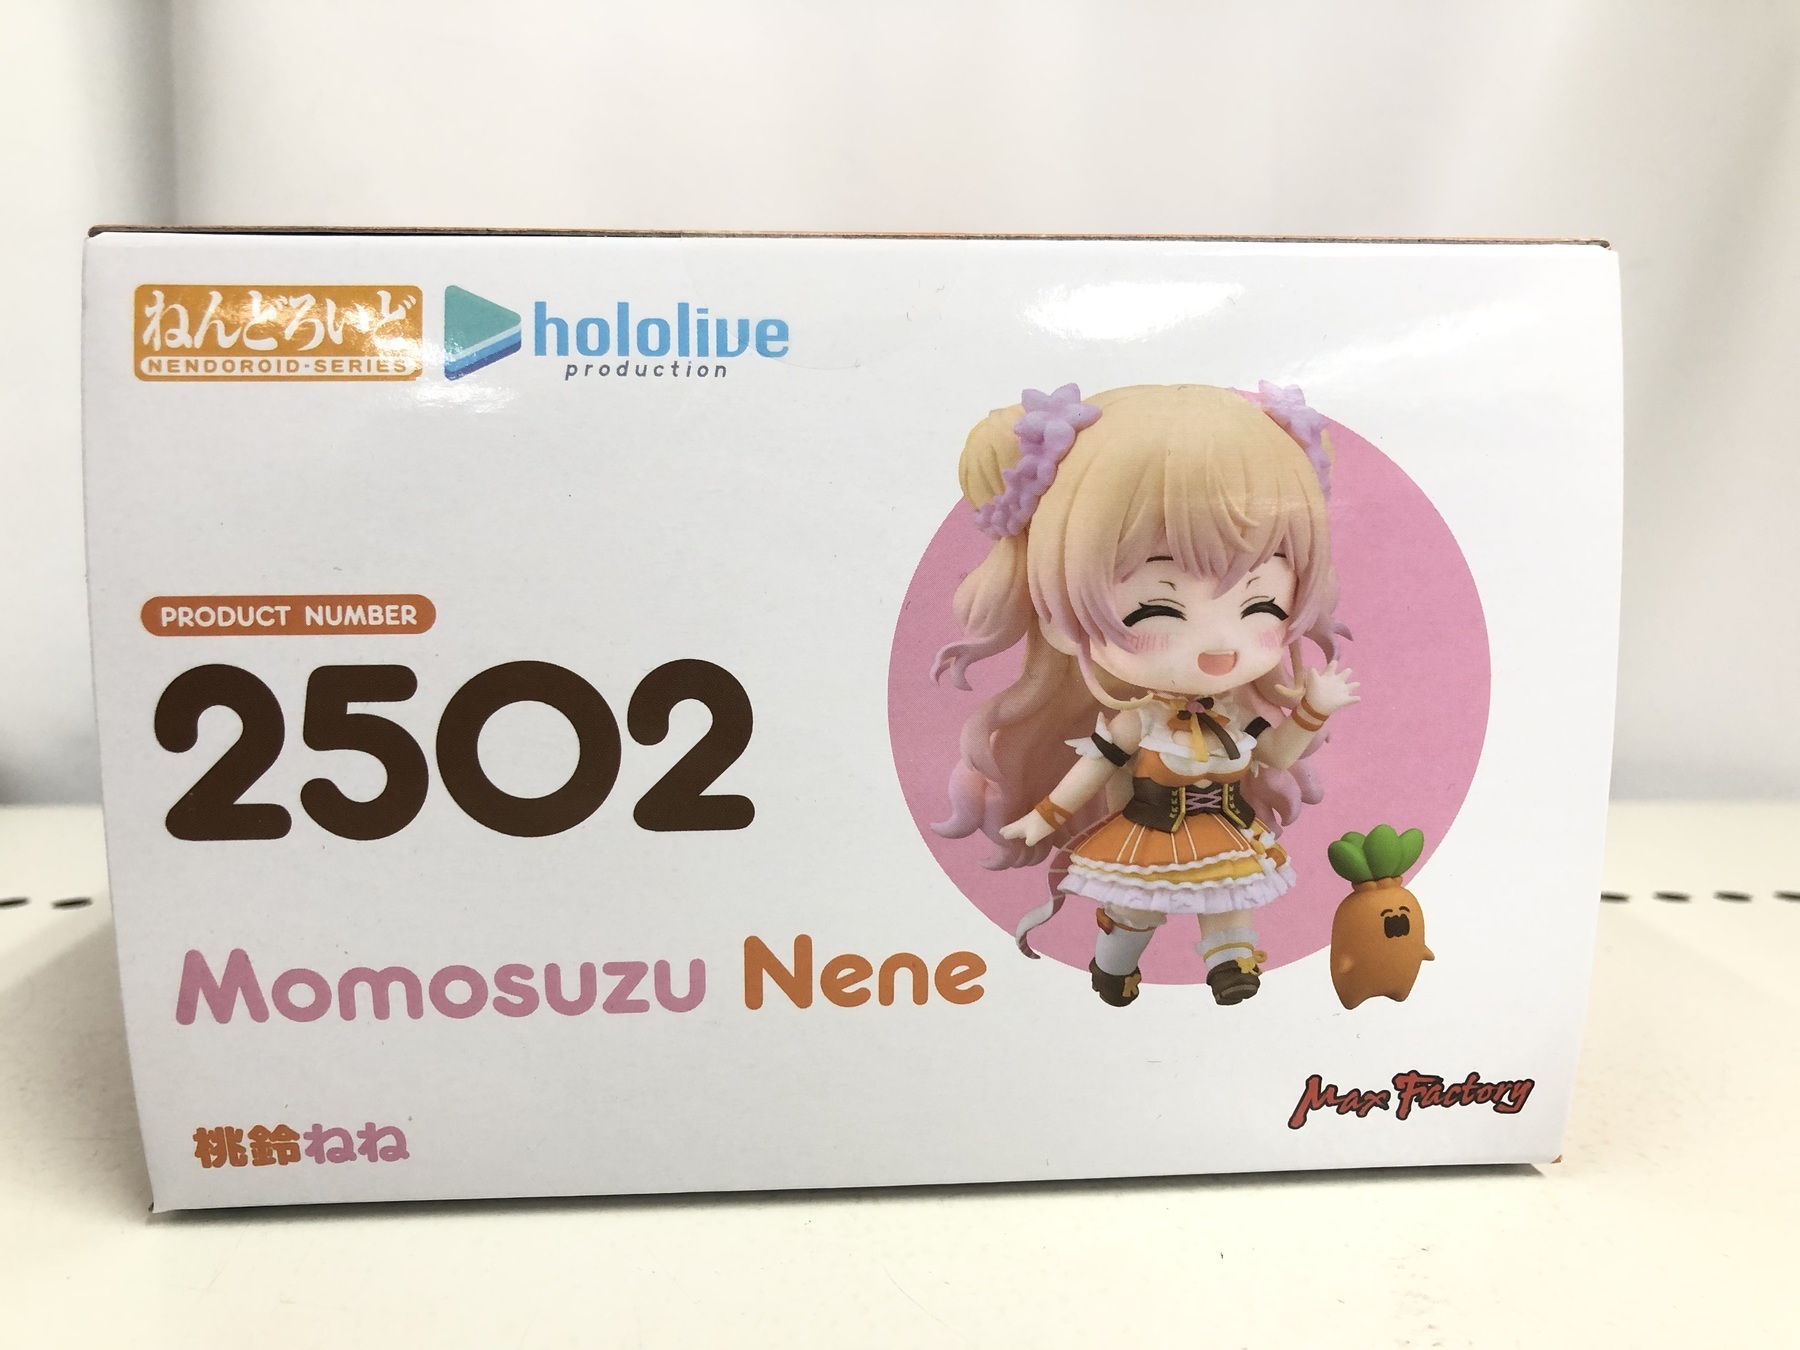 ねんどろいど
NENDOROID·SERIES
hololive
production
PRODUCT NUMBER
2502
Momosuzu Nene
Max Factory
桃鈴ねね